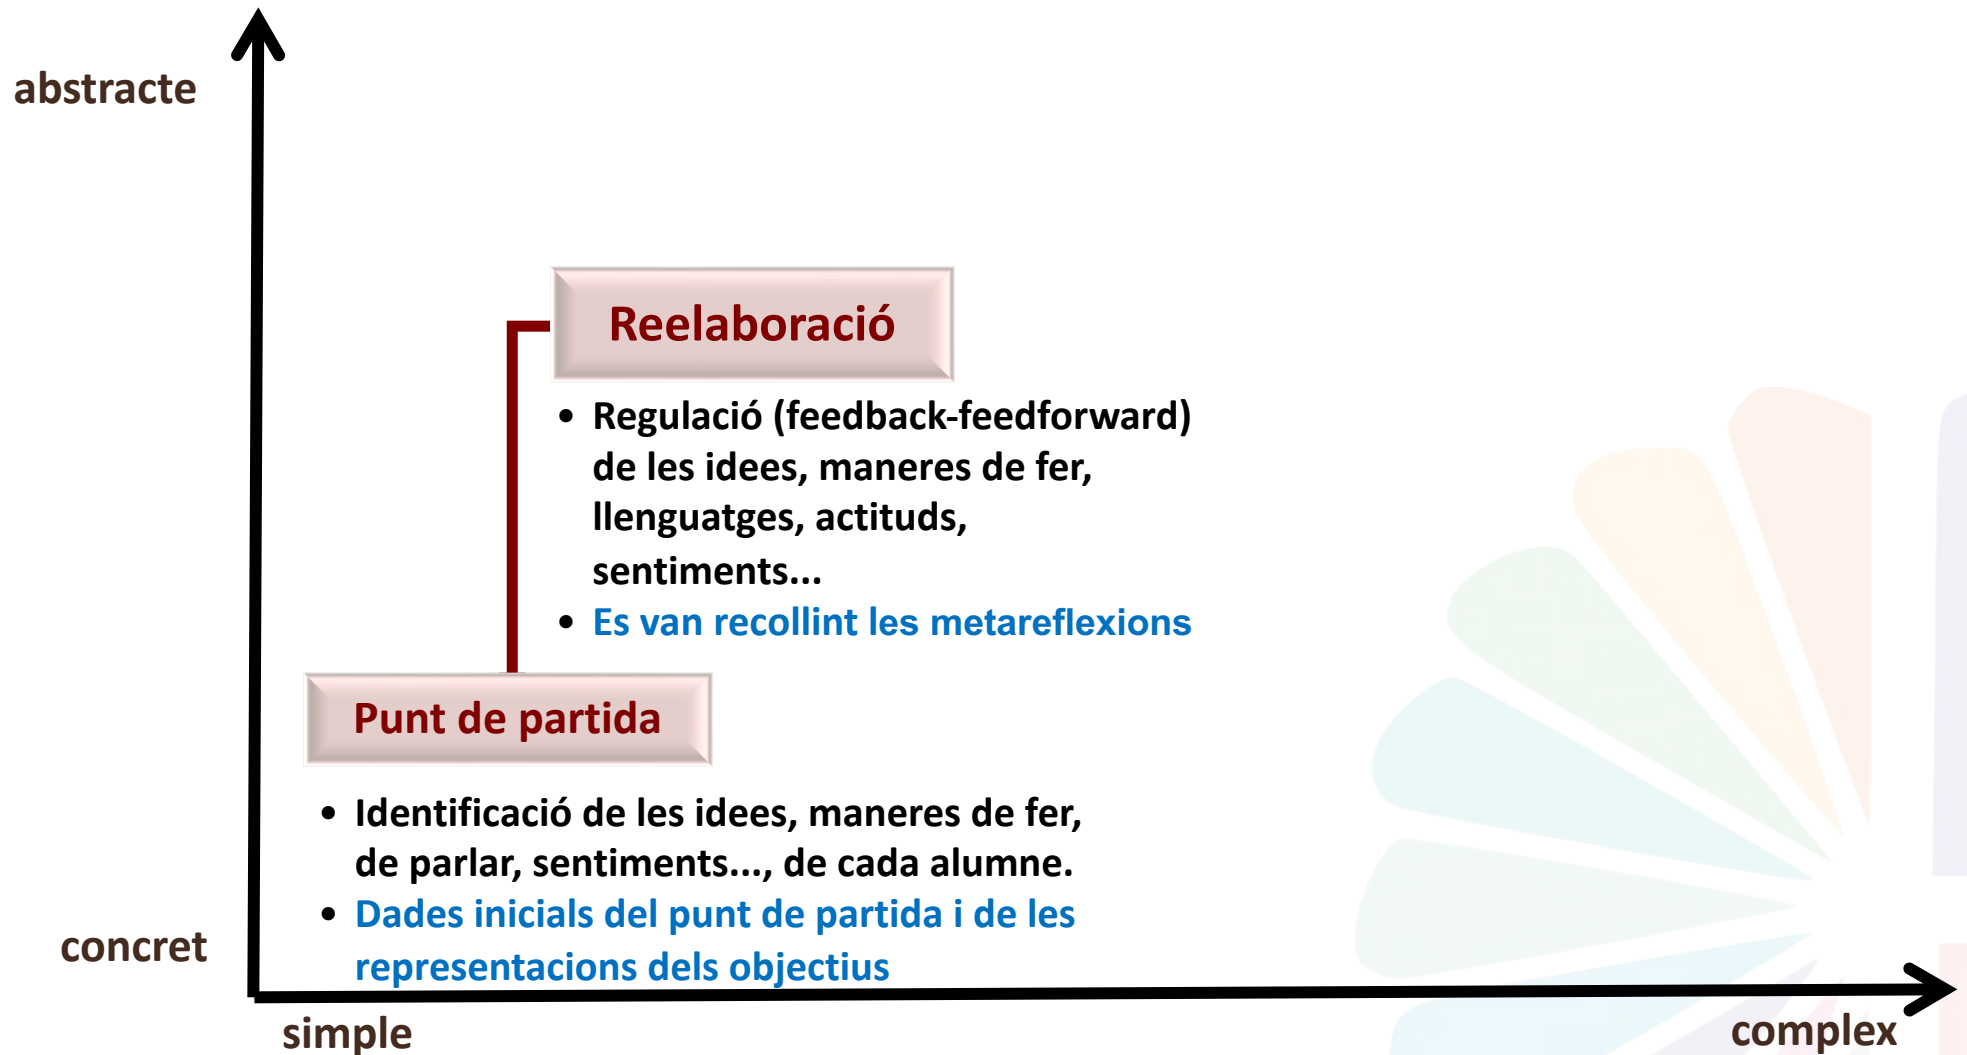 abstracte
Reelaboració
• Regulació (feedback-feedforward)
de les idees, maneres de fer,
llenguatges, actituds,
sentiments...
• Es van recollint les metareflexions
Punt de partida
• Identificació de les idees, maneres de fer,
de parlar, sentiments..., de cada alumne.
• Dades inicials del punt de partida i de les
representacions dels objectius
concret
simple
complex